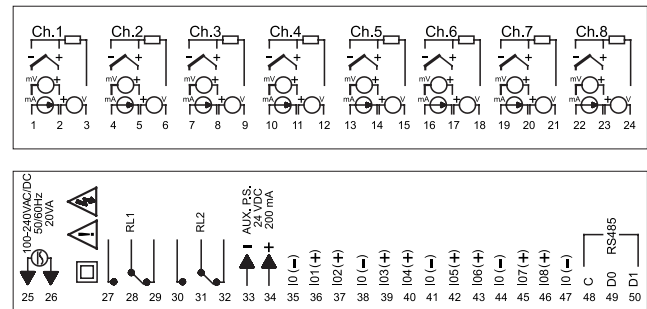 Ch.1 Ch.2 Ch.3 Ch.4 Ch.5 Ch.6 Ch.7 Ch.8
- + - + - + - + - + - + - + - +
mV + mV + mV + mV + mV + mV + mV + mV +
mA + V mA + V mA + V mA + V mA + V mA + V mA + V mA + V
1 2 3 4 5 6 7 8 9 10 11 12 13 14 15 16 17 18 19 20 21 22 23 24
100-240VAC/DC
50/60Hz
20VA
RL1
RL2
AUX. P.S.
24 VDC
200 mA
- +
I0 (-)
I01 (+)
I02 (+)
I0 (-)
I03 (+)
I04 (+)
I0 (-)
I05 (+)
I06 (+)
I0 (-)
I07 (+)
I08 (+)
I0 (-)
RS485
C
D0
D1
25 26 27 28 29 30 31 32 33 34 35 36 37 38 39 40 41 42 43 44 45 46 47 48 49 50